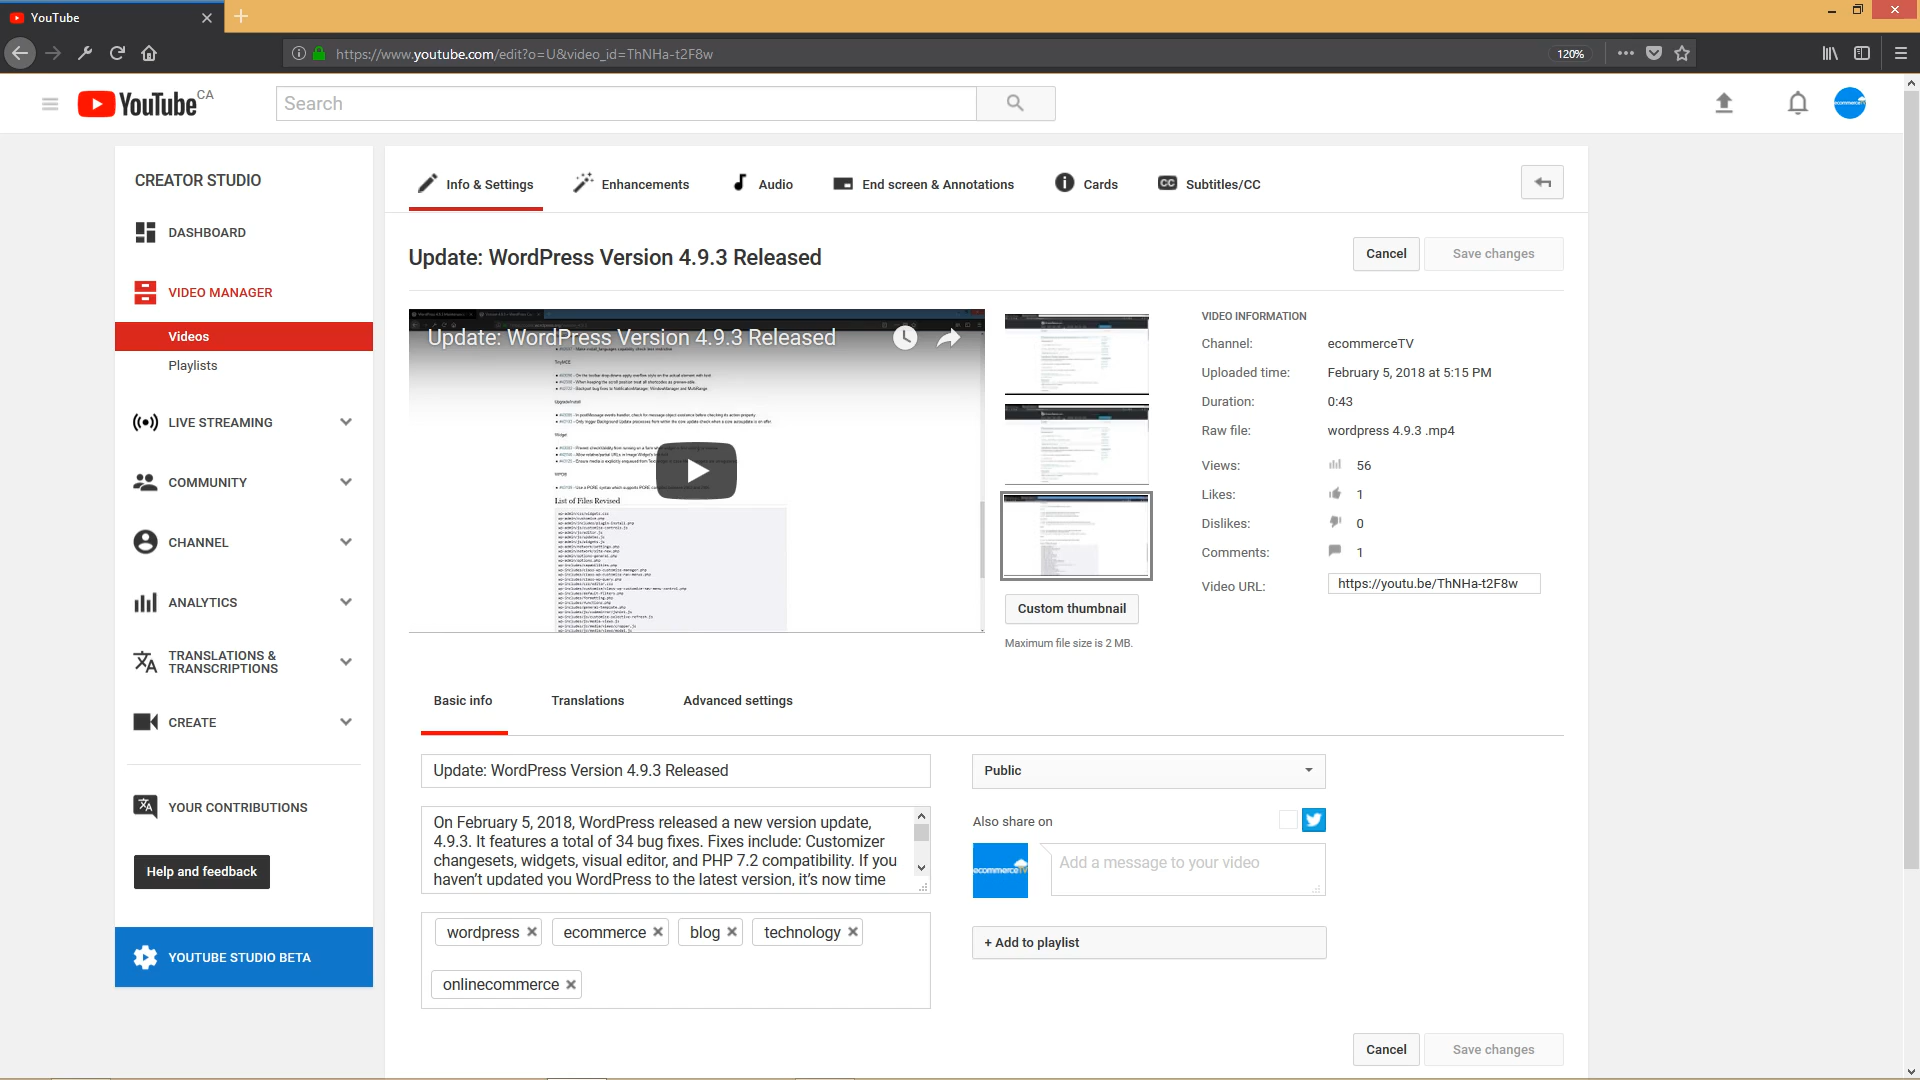 YouTube
https://www.youtube.com/edit?o=U&video_id=ThNHa-t2F8w
120%
YouTube CA
Search
ecommerceTV
CREATOR STUDIO
DASHBOARD
VIDEO MANAGER
Videos
Playlists
LIVE STREAMING
COMMUNITY
CHANNEL
ANALYTICS
TRANSLATIONS &
TRANSCRIPTIONS
CREATE
YOUR CONTRIBUTIONS
Help and feedback
YOUTUBE STUDIO BETA
Info & Settings
Enhancements
Audio
End screen & Annotations
Cards
CC Subtitles/CC
Update: WordPress Version 4.9.3 Released
Cancel
Save changes
Update: WordPress Version 4.9.3 Released
List of Files Revised
Custom thumbnail
Maximum file size is 2 MB.
VIDEO INFORMATION
Channel: ecommerceTV
Uploaded time: February 5, 2018 at 5:15 PM
Duration: 0:43
Raw file: wordpress 4.9.3 .mp4
Views: 56
Likes: 1
Dislikes: 0
Comments: 1
Video URL: https://youtu.be/ThNHa-t2F8w
Basic info
Translations
Advanced settings
Update: WordPress Version 4.9.3 Released
On February 5, 2018, WordPress released a new version update,
4.9.3. It features a total of 34 bug fixes. Fixes include: Customizer
changesets, widgets, visual editor, and PHP 7.2 compatibility. If you
haven't updated you WordPress to the latest version, it's now time
wordpress
ecommerce
blog
technology
onlinecommerce
Public
Also share on
ecommerceTV
Add a message to your video
+ Add to playlist
Cancel
Save changes